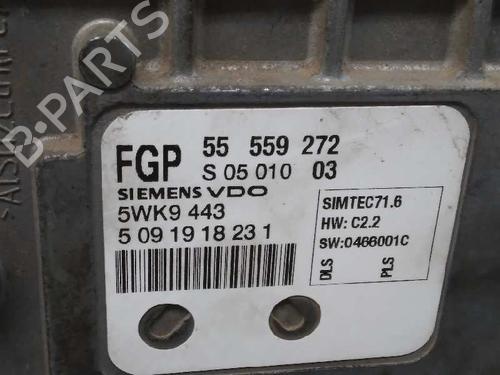 B-PARTS
FGP 55 559 272
S 05 010 03
SIEMENS VDO
5WK9 443
5 09 19 18 23 1
SIMTEC71.6
HW: C2.2
SW:0466001C
DLS
PLS